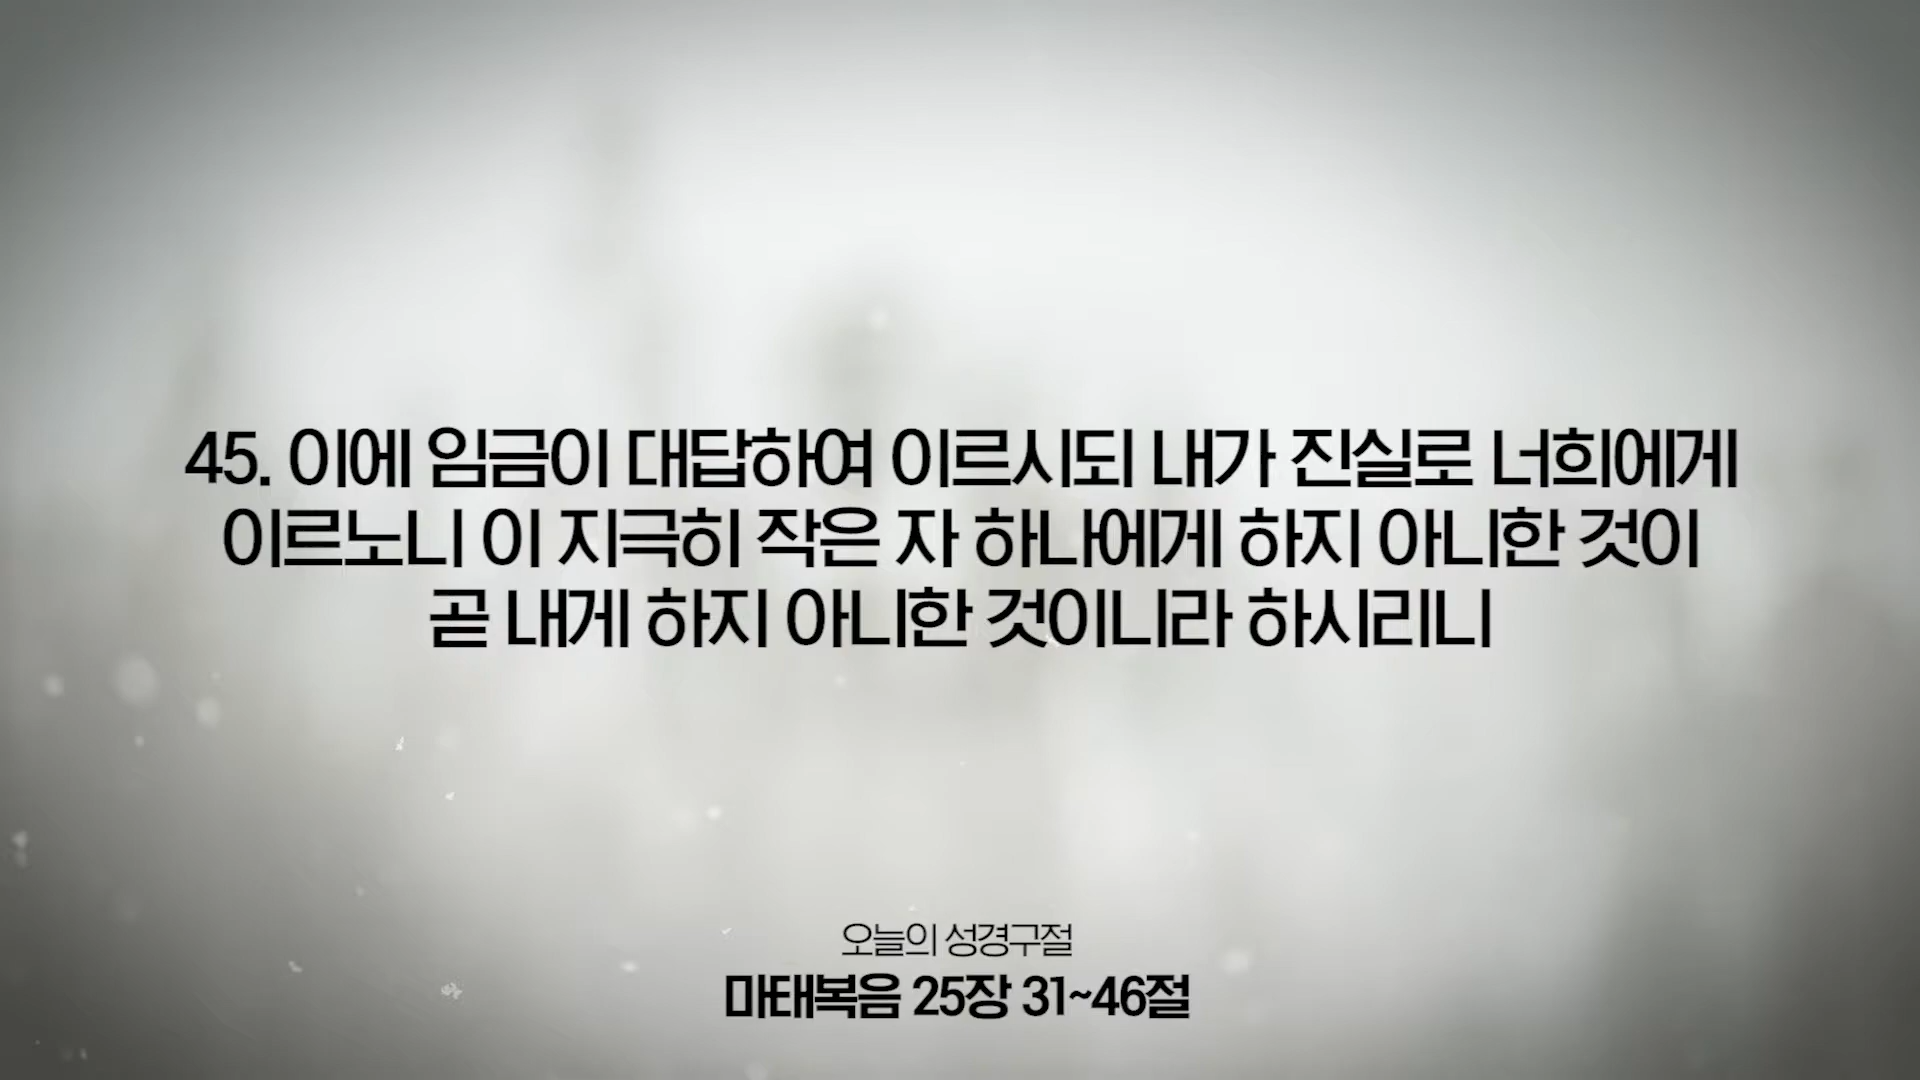 45. 이에 임금이 대답하여 이르시되 내가 진실로 너희에게
이르노니 이 지극히 작은 자 하나에게 하지 아니한 것이
곧 내게 하지 아니한 것이니라 하시리니
오늘의 성경구절
마태복음 25장 31~46절